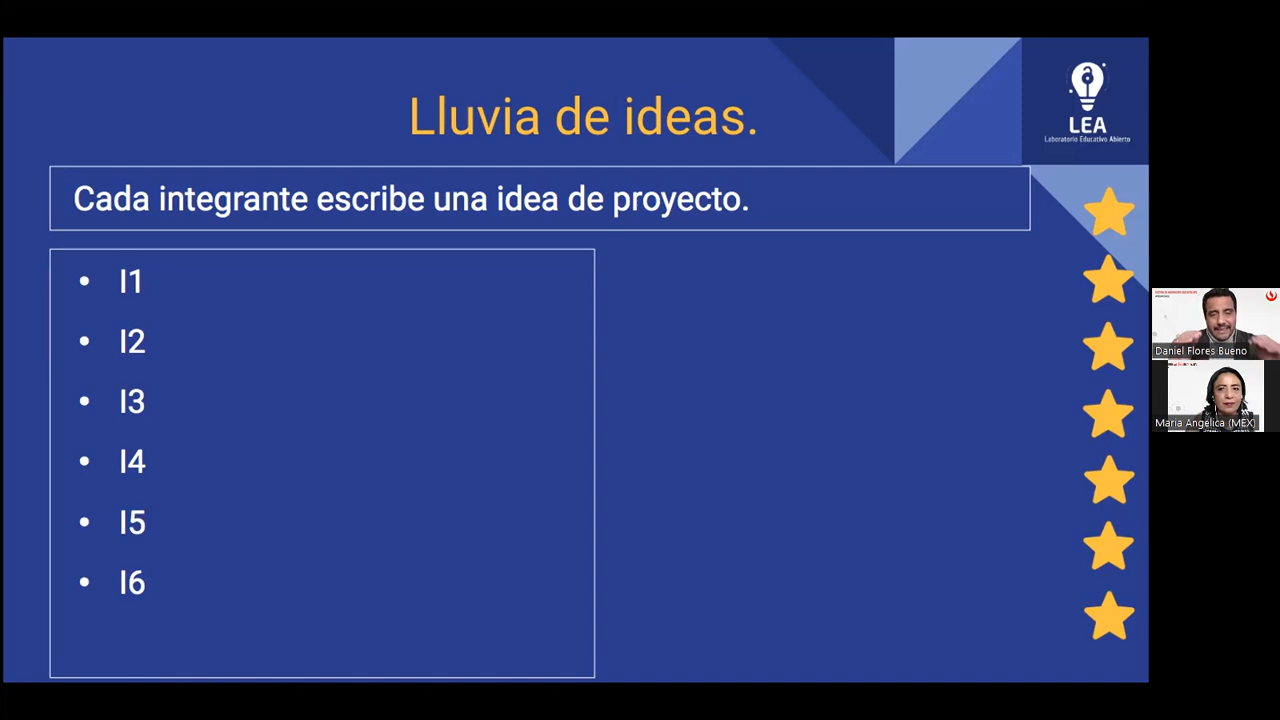 Lluvia de ideas.
LEA
Laboratorio Educativo Abierto
Cada integrante escribe una idea de proyecto.
• I1
• I2
• I3
• I4
• I5
• I6
Daniel Flores Bueno
Maria Angélica (MEX)